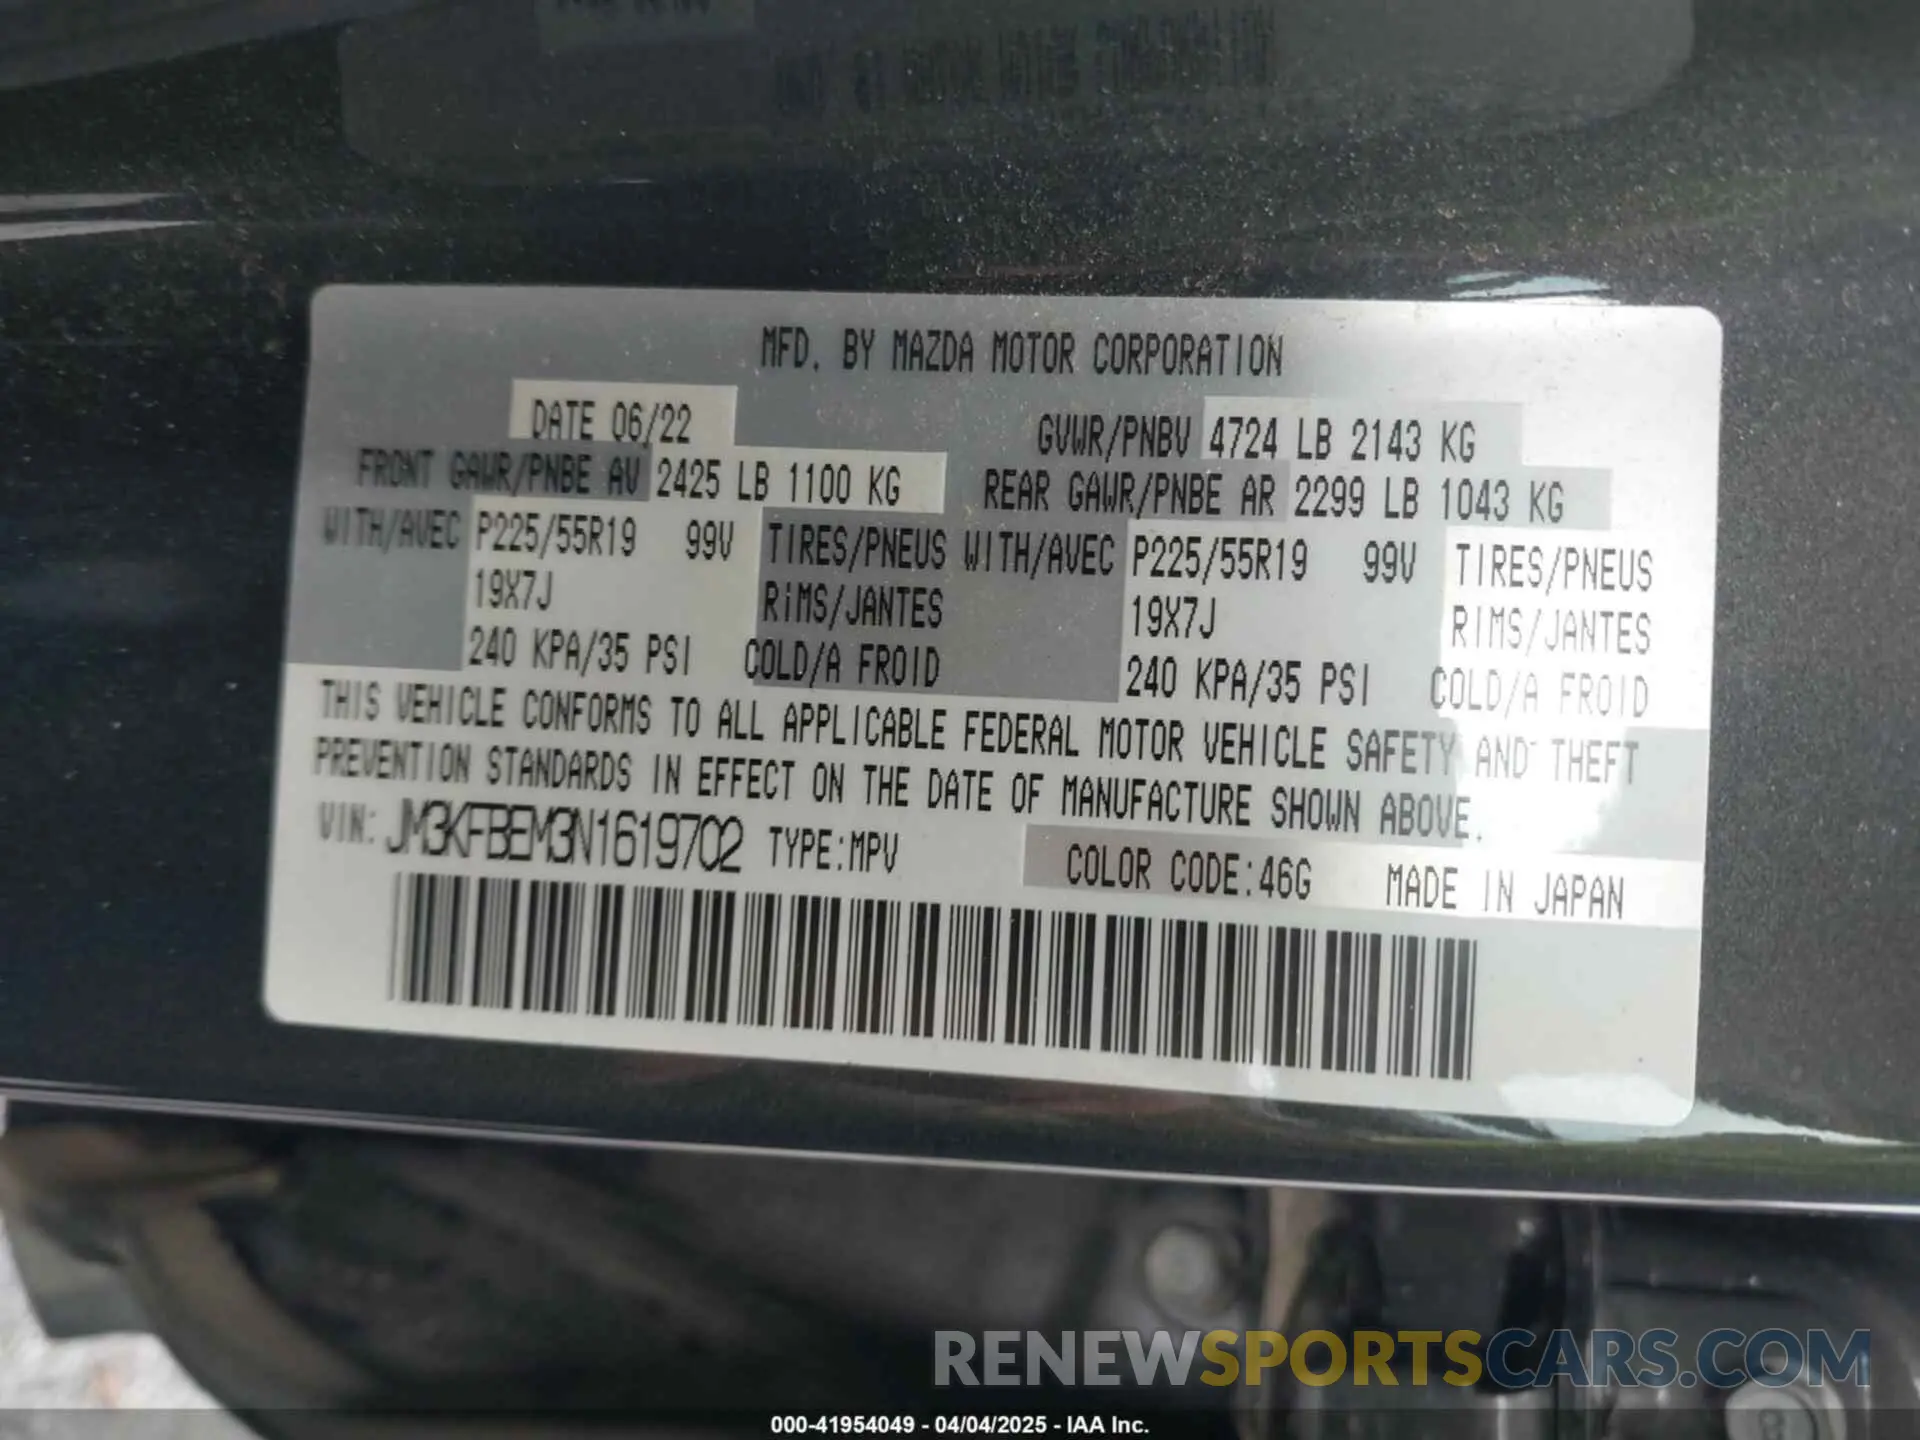 MFD. BY MAZDA MOTOR CORPORATION
DATE 06/22 GVWR/PNBV 4724 LB 2143 KG
FRONT GAWR/PNBE AV 2425 LB 1100 KG REAR GAWR/PNBE AR 2299 LB 1043 KG
WITH/AVEC P225/55R19 99V TIRES/PNEUS WITH/AVEC P225/55R19 99V TIRES/PNEUS
19X7J RiMS/JANTES 19X7J RIMS/JANTES
240 KPA/35 PSI COLD/A FROID 240 KPA/35 PSI COLD/A FROID
THIS VEHICLE CONFORMS TO ALL APPLICABLE FEDERAL MOTOR VEHICLE SAFETY AND THEFT
PREVENTION STANDARDS IN EFFECT ON THE DATE OF MANUFACTURE SHOWN ABOVE.
VIN: JM3KFBEM3N1619702 TYPE:MPV COLOR CODE:46G MADE IN JAPAN
RENEWSPORTSCARS.COM
000-41954049 - 04/04/2025 - IAA Inc.